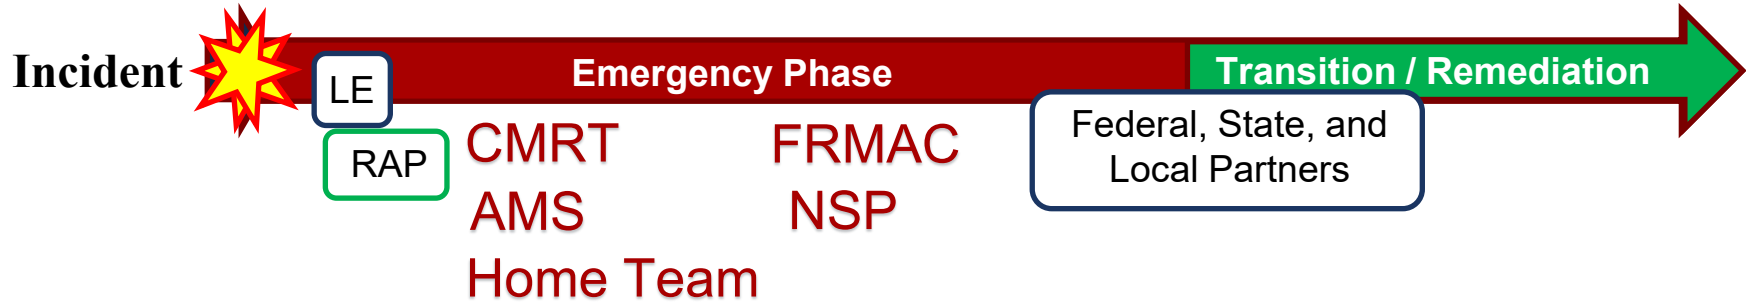 Incident
Emergency Phase
Transition / Remediation
LE
RAP
CMRT
AMS
Home Team
FRMAC
NSP
Federal, State, and
Local Partners